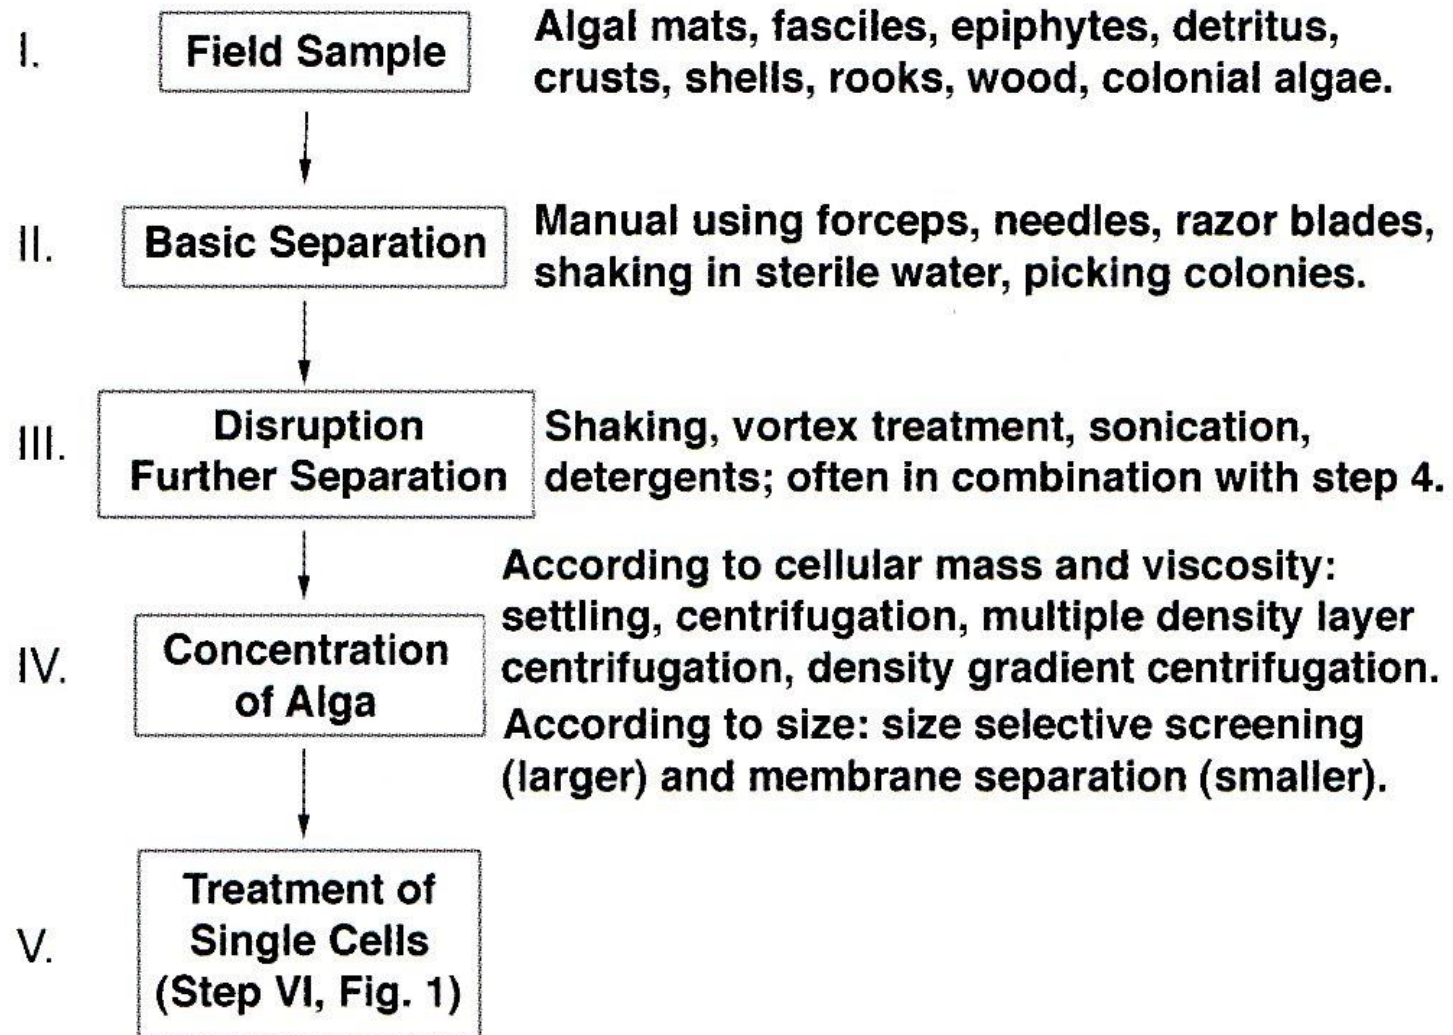 I.
Field Sample
Algal mats, fasciles, epiphytes, detritus,
crusts, shells, rooks, wood, colonial algae.
II.
Basic Separation
Manual using forceps, needles, razor blades,
shaking in sterile water, picking colonies.
III.
Disruption
Further Separation
Shaking, vortex treatment, sonication,
detergents; often in combination with step 4.
IV.
Concentration
of Alga
According to cellular mass and viscosity:
settling, centrifugation, multiple density layer
centrifugation, density gradient centrifugation.
According to size: size selective screening
(larger) and membrane separation (smaller).
V.
Treatment of
Single Cells
(Step VI, Fig. 1)